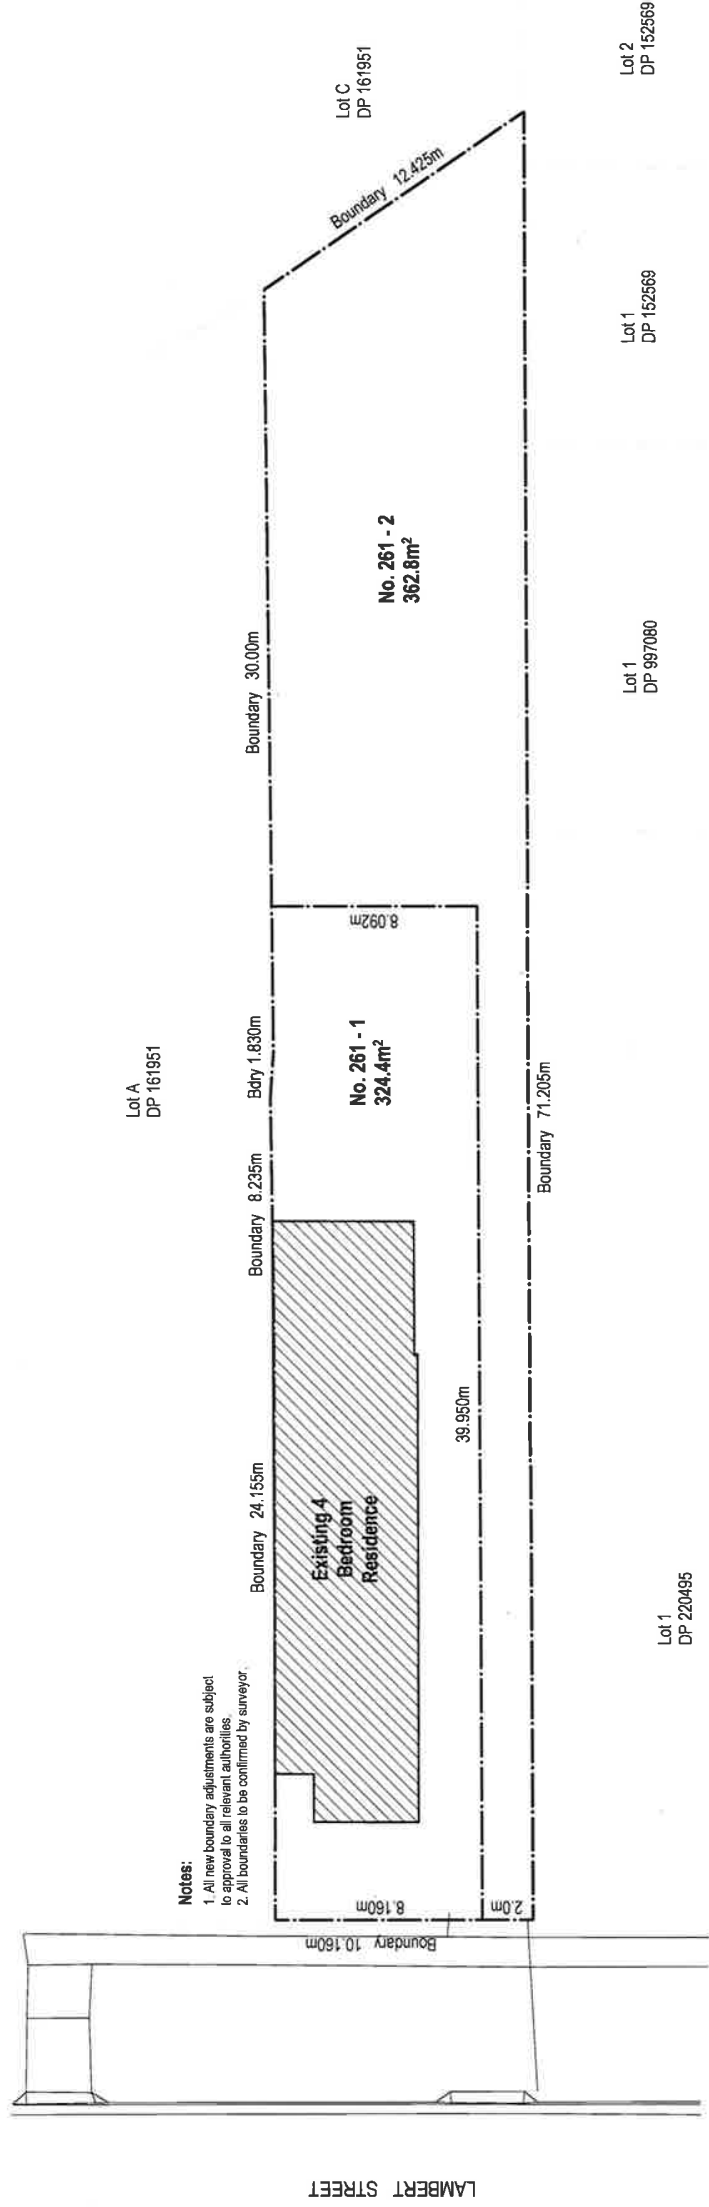 Lot C
DP 161951
Lot 2
DP 152569
Boundary 12.425m
Lot 1
DP 152569
No. 261 - 2
362.8m²
Boundary 30.00m
Lot 1
DP 997080
8.092m
Lot A
DP 161951
Bdry 1.830m
No. 261 - 1
324.4m²
Boundary 8.235m
Boundary 71.205m
39.950m
Boundary 24.155m
Existing 4
Bedroom
Residence
Lot 1
DP 220495
Notes:
1. All new boundary adjustments are subject
to approval to all relevant authorities.
2. All boundaries to be confirmed by surveyor.
8.160m
2.0m
Boundary 10.160m
LAMBERT STREET